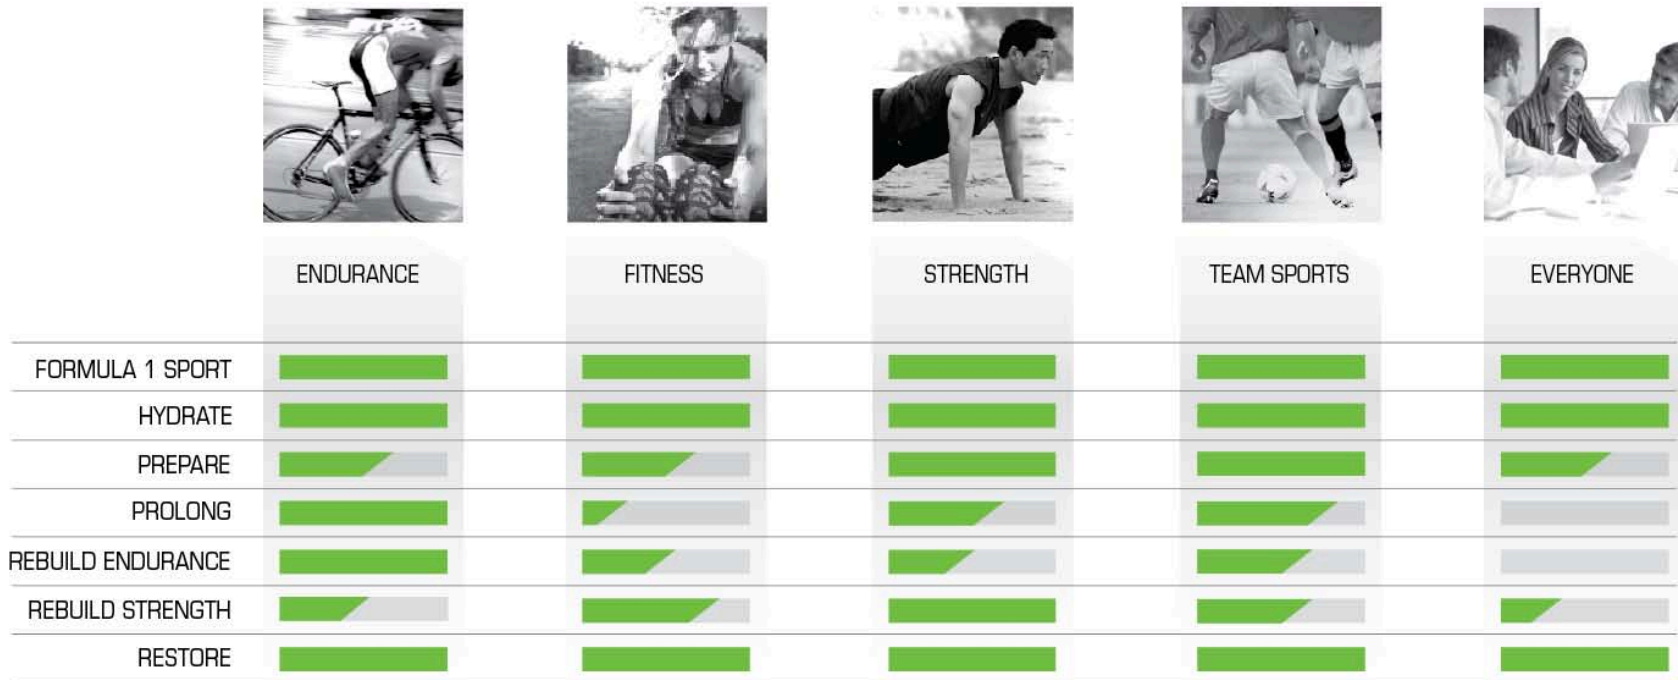 ENDURANCE FITNESS STRENGTH TEAM SPORTS EVERYONE
FORMULA 1 SPORT
HYDRATE
PREPARE
PROLONG
REBUILD ENDURANCE
REBUILD STRENGTH
RESTORE